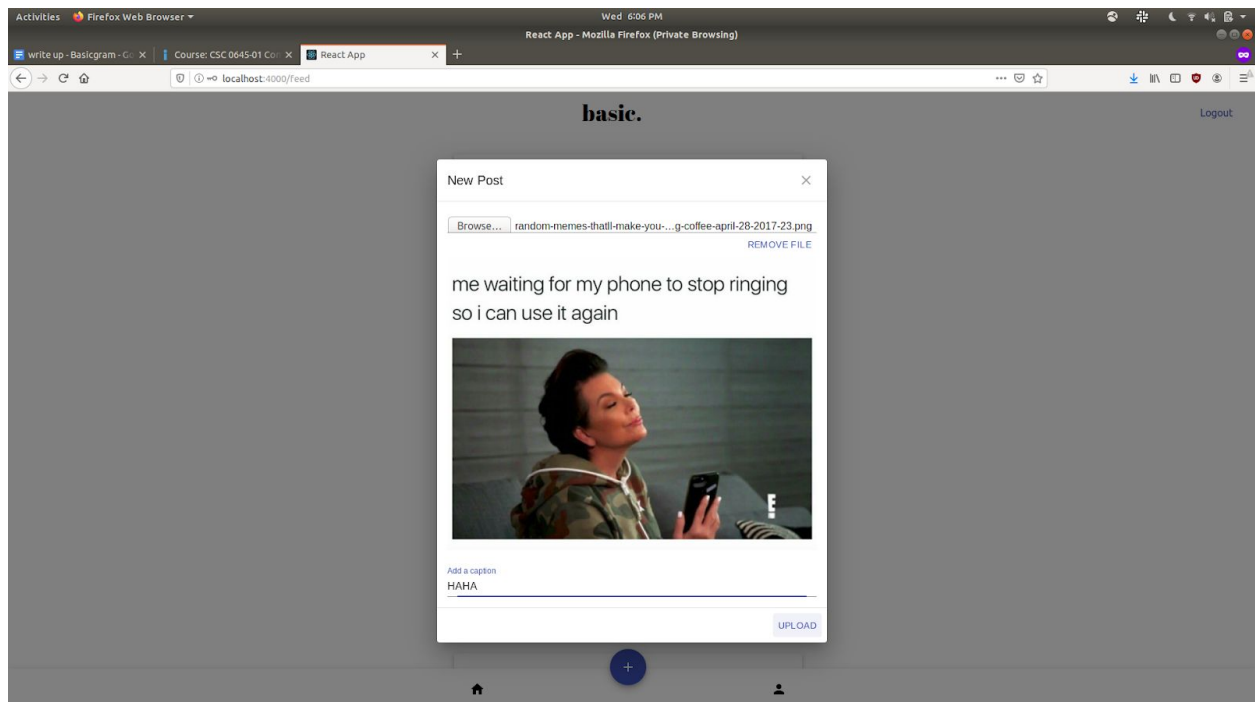 Activities Firefox Web Browser Wed 6:06 PM
React App - Mozilla Firefox (Private Browsing)
write up - Basicgram - Go Course: CSC 0645-01 Com React App
localhost:4000/feed
basic.
Logout
New Post
Browse... random-memes-thatll-make-you-...g-coffee-april-28-2017-23.png
REMOVE FILE
me waiting for my phone to stop ringing
so i can use it again
E
Add a caption
HAHA
UPLOAD